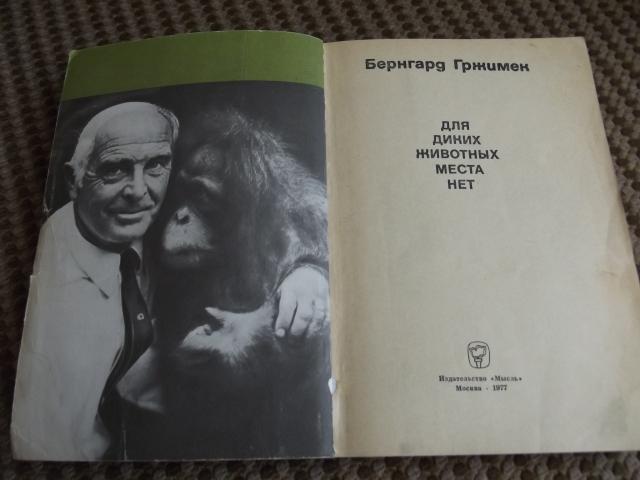 Бернгард Гржимек
ДЛЯ
ДИКИХ
ЖИВОТНЫХ
МЕСТА
НЕТ
Издательство «Мысль»
Москва · 1977